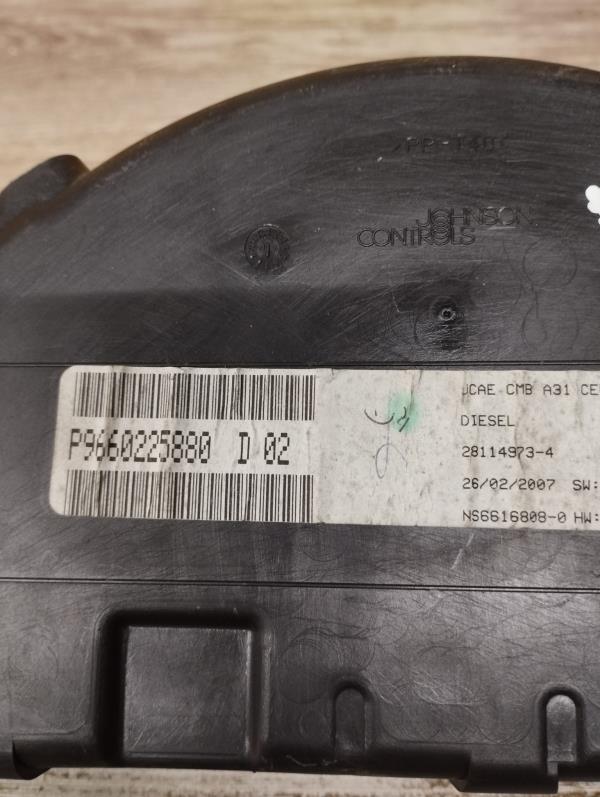 JOHNSON
CONTROLS
P9660225880 D 02
JCAE CMB A31 CE
DIESEL
28114973-4
26/02/2007 SW:
NS6616808-0 HW: